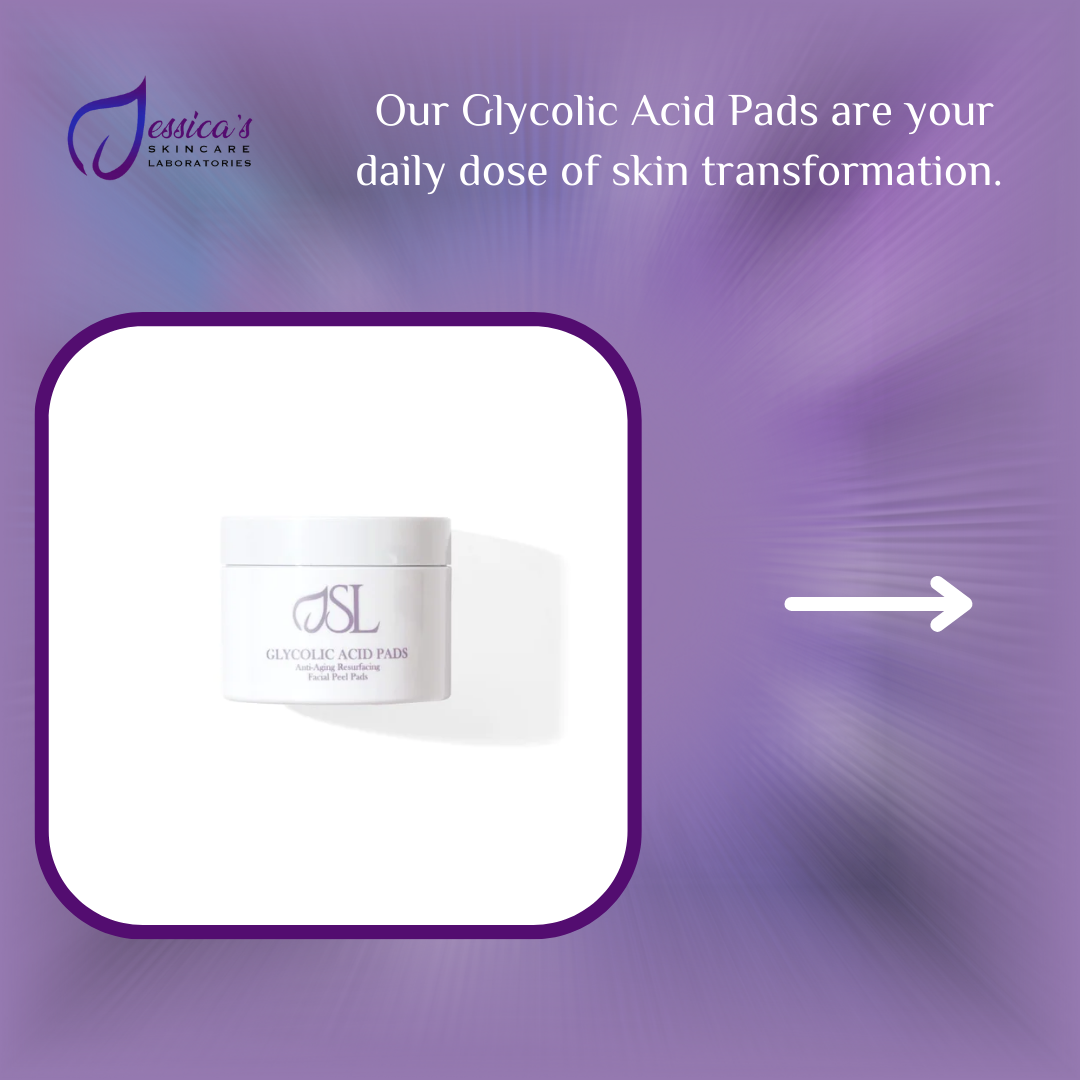 Jessica's
SKINCARE
LABORATORIES
Our Glycolic Acid Pads are your
daily dose of skin transformation.
JSL
GLYCOLIC ACID PADS
Anti-Aging Resurfacing
Facial Peel Pads